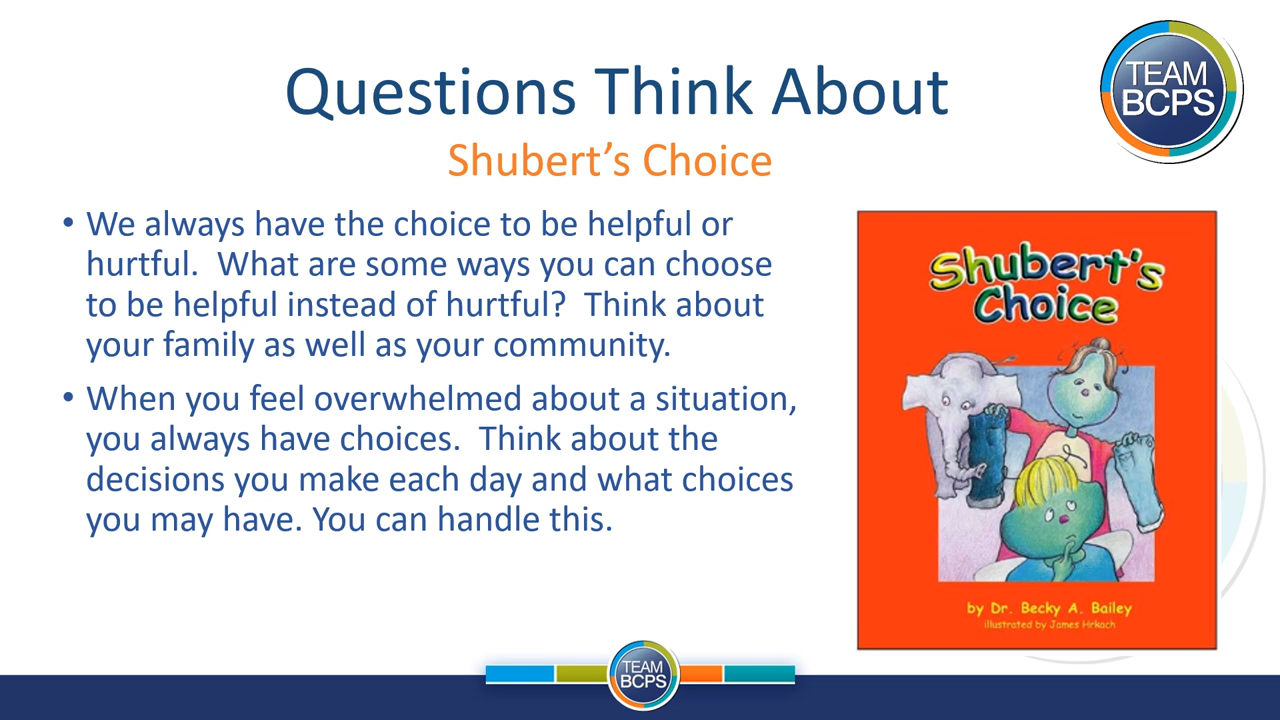 Questions Think About
Shubert’s Choice
TEAM
BCPS
• We always have the choice to be helpful or
hurtful.  What are some ways you can choose
to be helpful instead of hurtful?  Think about
your family as well as your community.
• When you feel overwhelmed about a situation,
you always have choices.  Think about the
decisions you make each day and what choices
you may have. You can handle this.
Shubert's
Choice
by Dr. Becky A. Bailey
illustrated by James Hrkach
TEAM
BCPS